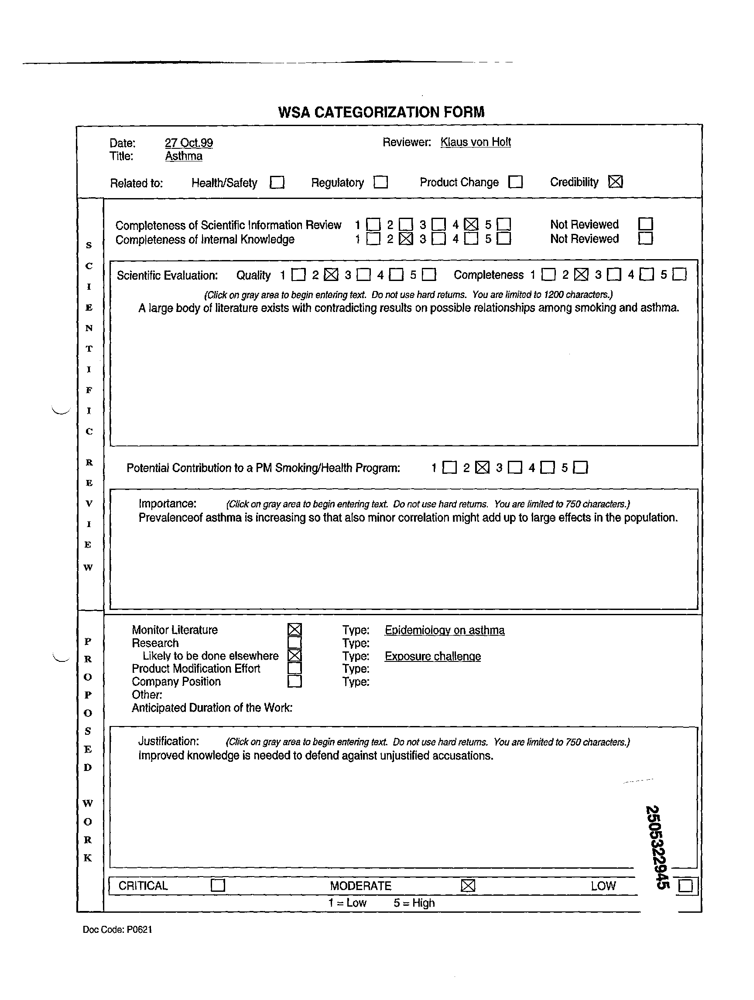 WSA CATEGORIZATION FORM
Date: 27 Oct.99 Reviewer: Klaus von Holt
Title: Asthma
Related to: Health/Safety ☐ Regulatory ☐ Product Change ☐ Credibility ☒
SCIENTIFIC REVIEW
Completeness of Scientific Information Review 1 ☐ 2 ☐ 3 ☐ 4 ☒ 5 ☐ Not Reviewed ☐
Completeness of Internal Knowledge 1 ☐ 2 ☒ 3 ☐ 4 ☐ 5 ☐ Not Reviewed ☐
Scientific Evaluation: Quality 1 ☐ 2 ☒ 3 ☐ 4 ☐ 5 ☐ Completeness 1 ☐ 2 ☒ 3 ☐ 4 ☐ 5 ☐
(Click on gray area to begin entering text. Do not use hard returns. You are limited to 1200 characters.)
A large body of literature exists with contradicting results on possible relationships among smoking and asthma.
Potential Contribution to a PM Smoking/Health Program: 1 ☐ 2 ☒ 3 ☐ 4 ☐ 5 ☐
Importance: (Click on gray area to begin entering text. Do not use hard returns. You are limited to 750 characters.)
Prevalenceof asthma is increasing so that also minor correlation might add up to large effects in the population.
PROPOSED WORK
Monitor Literature ☒ Type: Epidemiology on asthma
Research ☐ Type:
Likely to be done elsewhere ☒ Type: Exposure challenge
Product Modification Effort ☐ Type:
Company Position ☐ Type:
Other:
Anticipated Duration of the Work:
Justification: (Click on gray area to begin entering text. Do not use hard returns. You are limited to 750 characters.)
Improved knowledge is needed to defend against unjustified accusations.
2505322945
CRITICAL ☐ MODERATE ☒ LOW ☐
1 = Low 5 = High
Doc Code: P0621